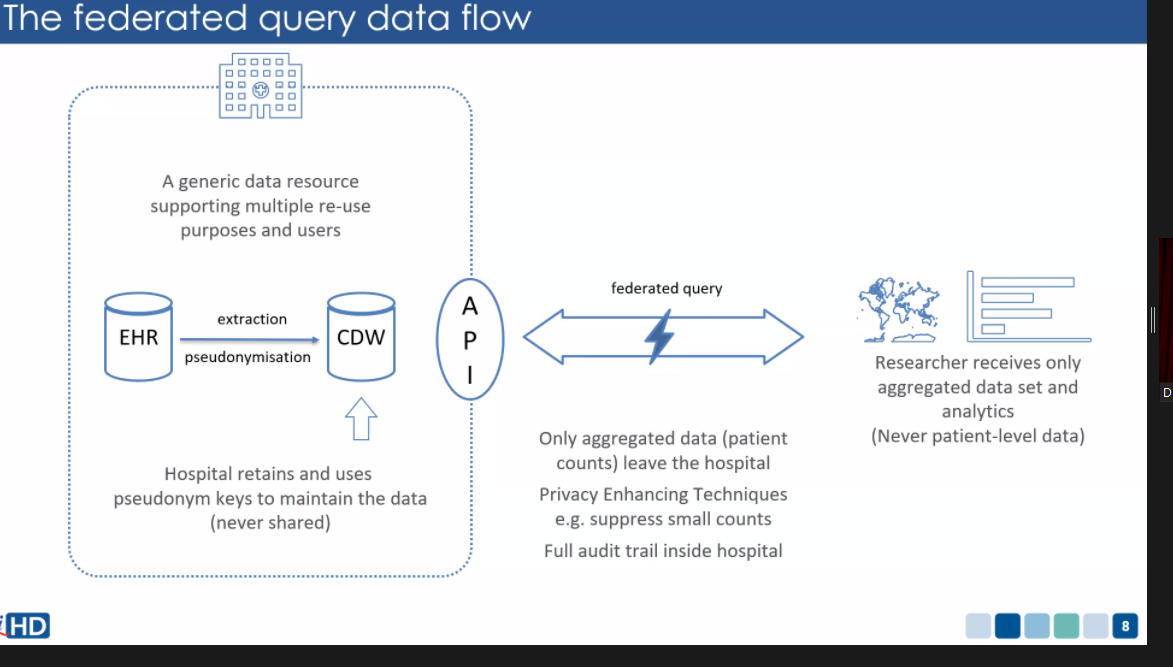 The federated query data flow
A generic data resource
supporting multiple re-use
purposes and users
EHR
extraction
pseudonymisation
CDW
A
P
I
Hospital retains and uses
pseudonym keys to maintain the data
(never shared)
federated query
Only aggregated data (patient
counts) leave the hospital
Privacy Enhancing Techniques
e.g. suppress small counts
Full audit trail inside hospital
Researcher receives only
aggregated data set and
analytics
(Never patient-level data)
HD
8
D